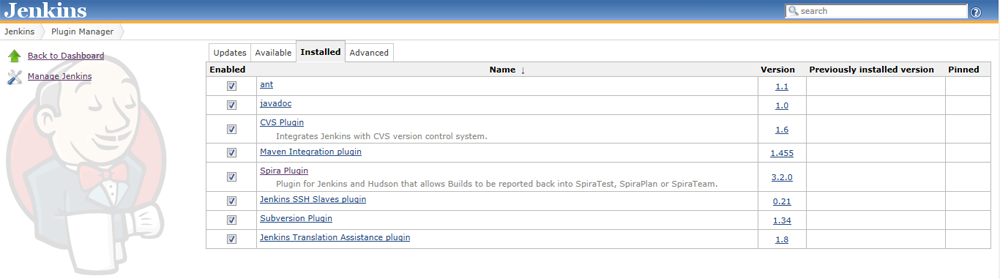 Jenkins
search
Jenkins Plugin Manager
Back to Dashboard
Manage Jenkins
Updates Available Installed Advanced
Enabled Name ↓ Version Previously installed version Pinned
ant 1.1
javadoc 1.0
CVS Plugin 1.6
Integrates Jenkins with CVS version control system.
Maven Integration plugin 1.455
Spira Plugin 3.2.0
Plugin for Jenkins and Hudson that allows Builds to be reported back into SpiraTest, SpiraPlan or SpiraTeam.
Jenkins SSH Slaves plugin 0.21
Subversion Plugin 1.34
Jenkins Translation Assistance plugin 1.8